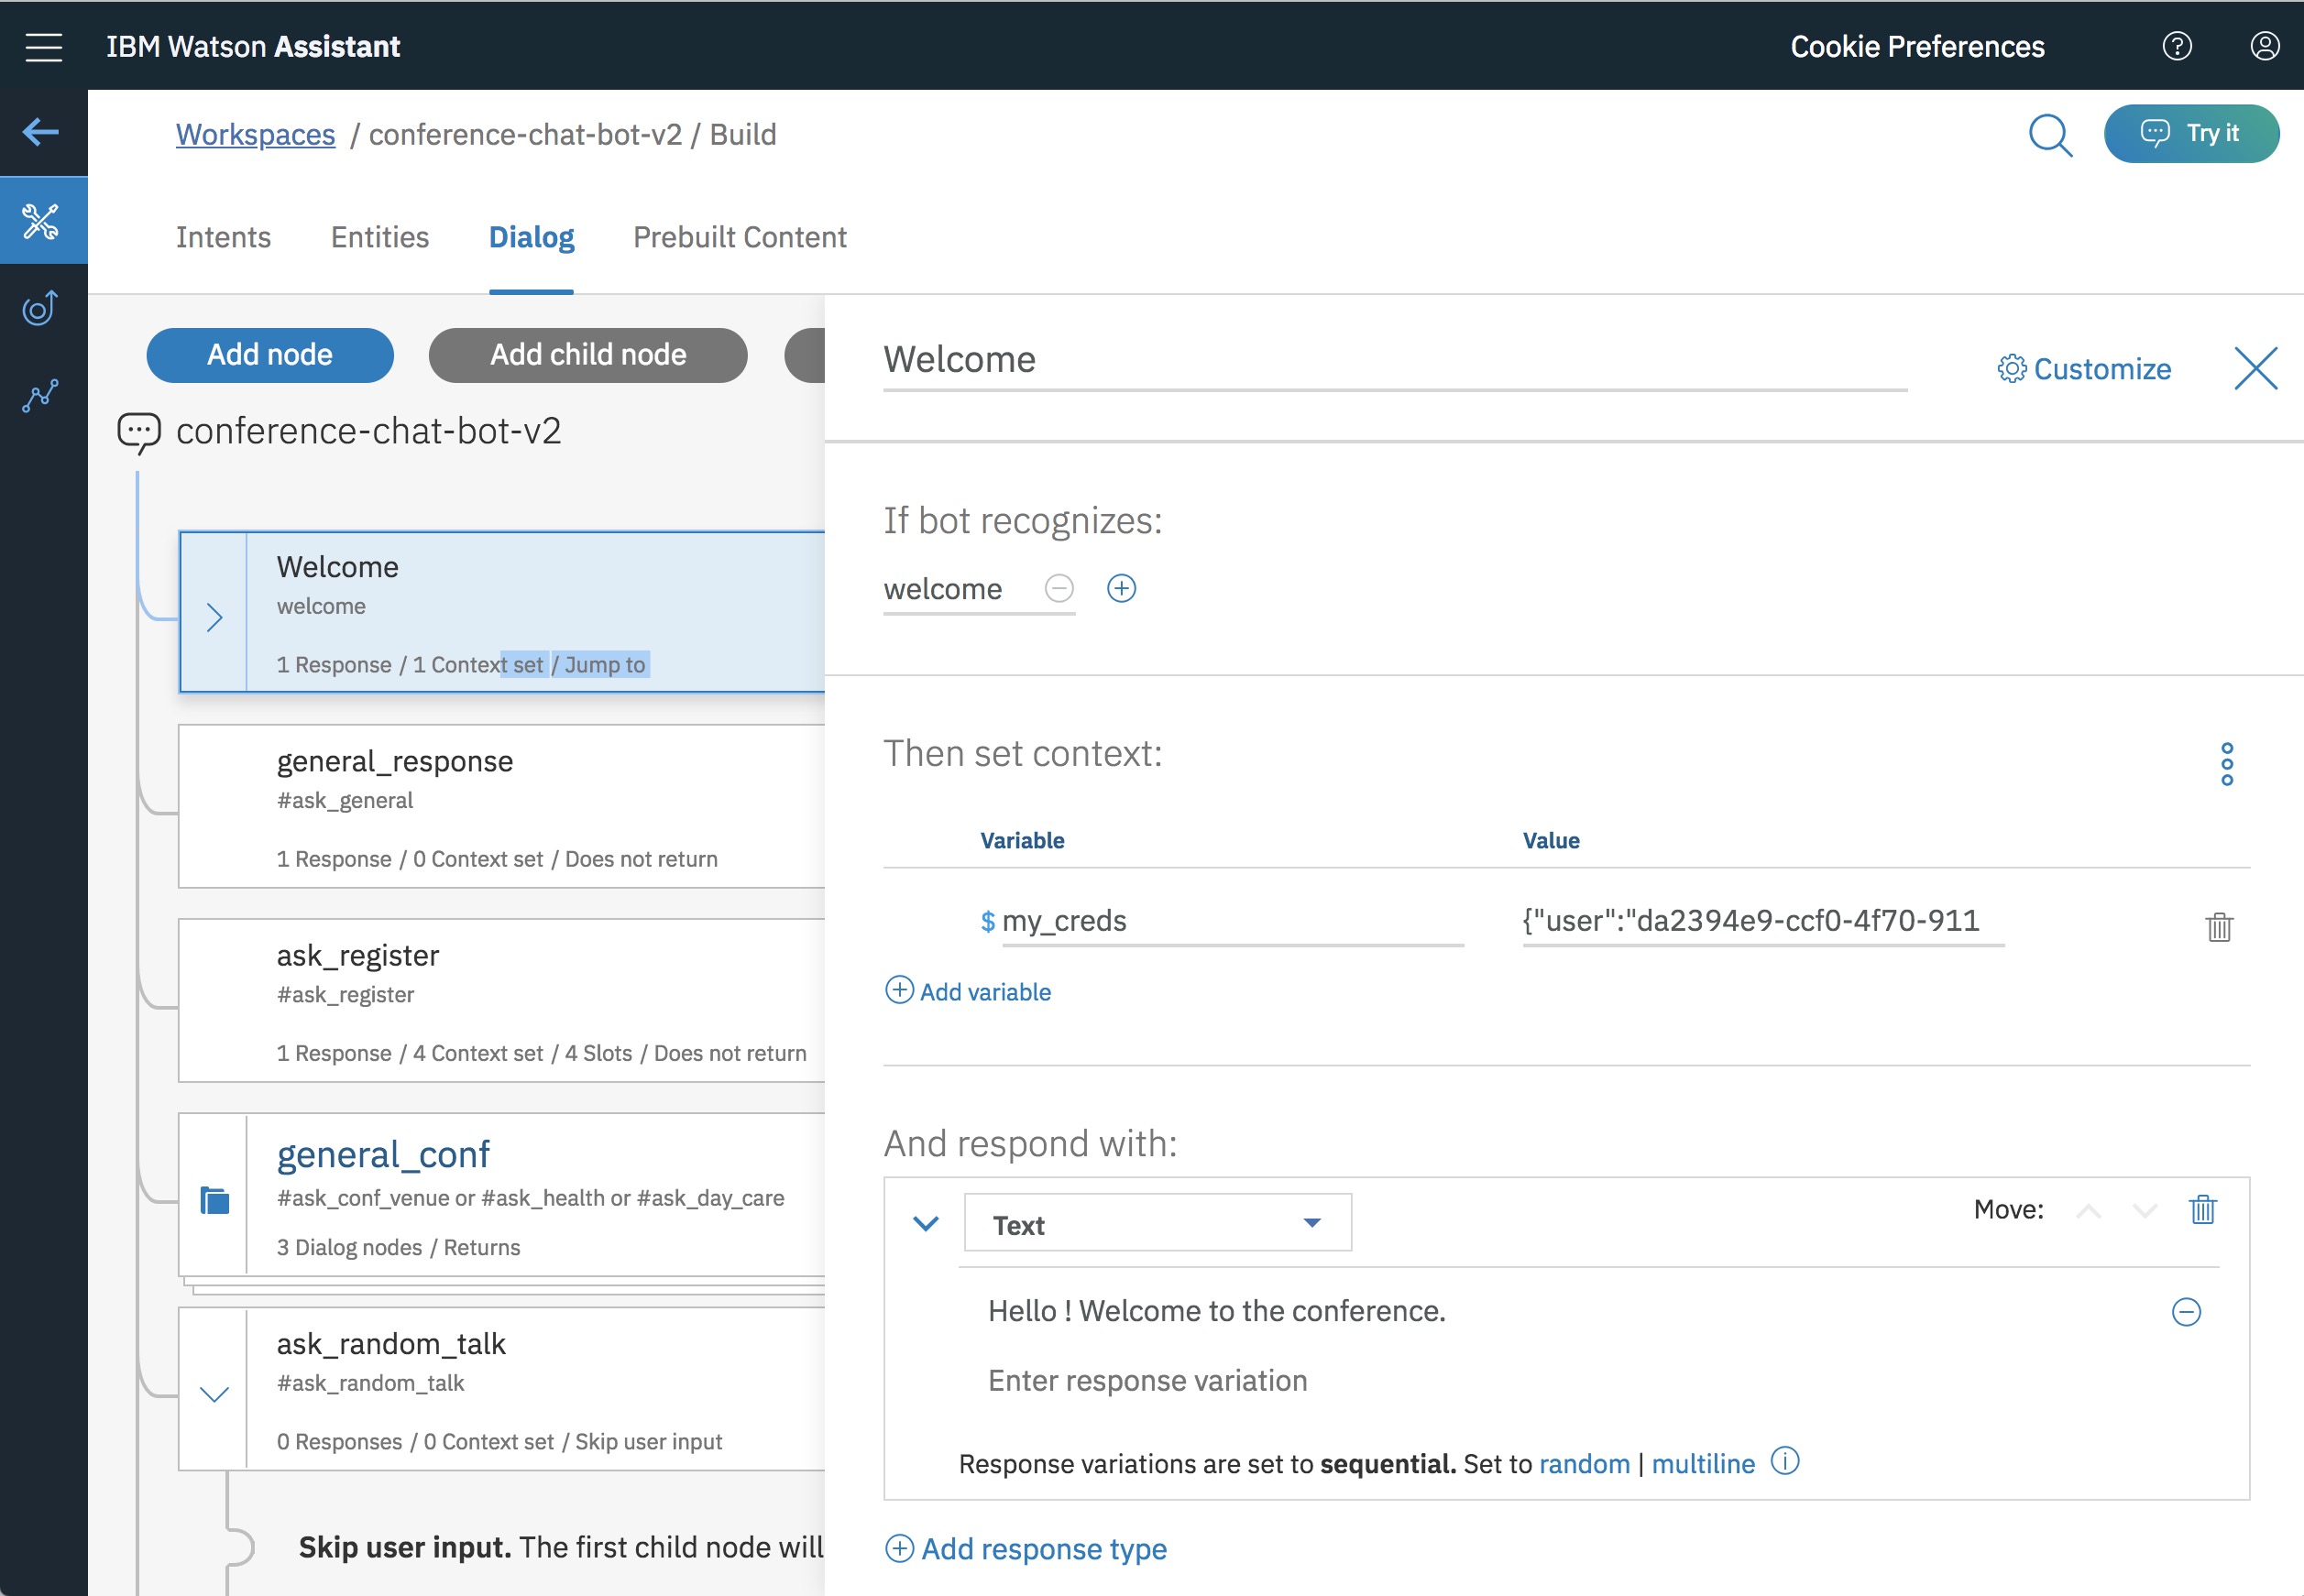 IBM Watson Assistant
Cookie Preferences
Workspaces / conference-chat-bot-v2 / Build
Try it
Intents
Entities
Dialog
Prebuilt Content
Add node
Add child node
conference-chat-bot-v2
Welcome
welcome
1 Response / 1 Context set / Jump to
general_response
#ask_general
1 Response / 0 Context set / Does not return
ask_register
#ask_register
1 Response / 4 Context set / 4 Slots / Does not return
general_conf
#ask_conf_venue or #ask_health or #ask_day_care
3 Dialog nodes / Returns
ask_random_talk
#ask_random_talk
0 Responses / 0 Context set / Skip user input
Skip user input. The first child node will
Welcome
Customize
If bot recognizes:
welcome
Then set context:
Variable
Value
$ my_creds
{"user":"da2394e9-ccf0-4f70-911
Add variable
And respond with:
Text
Move:
Hello ! Welcome to the conference.
Enter response variation
Response variations are set to sequential. Set to random | multiline
Add response type